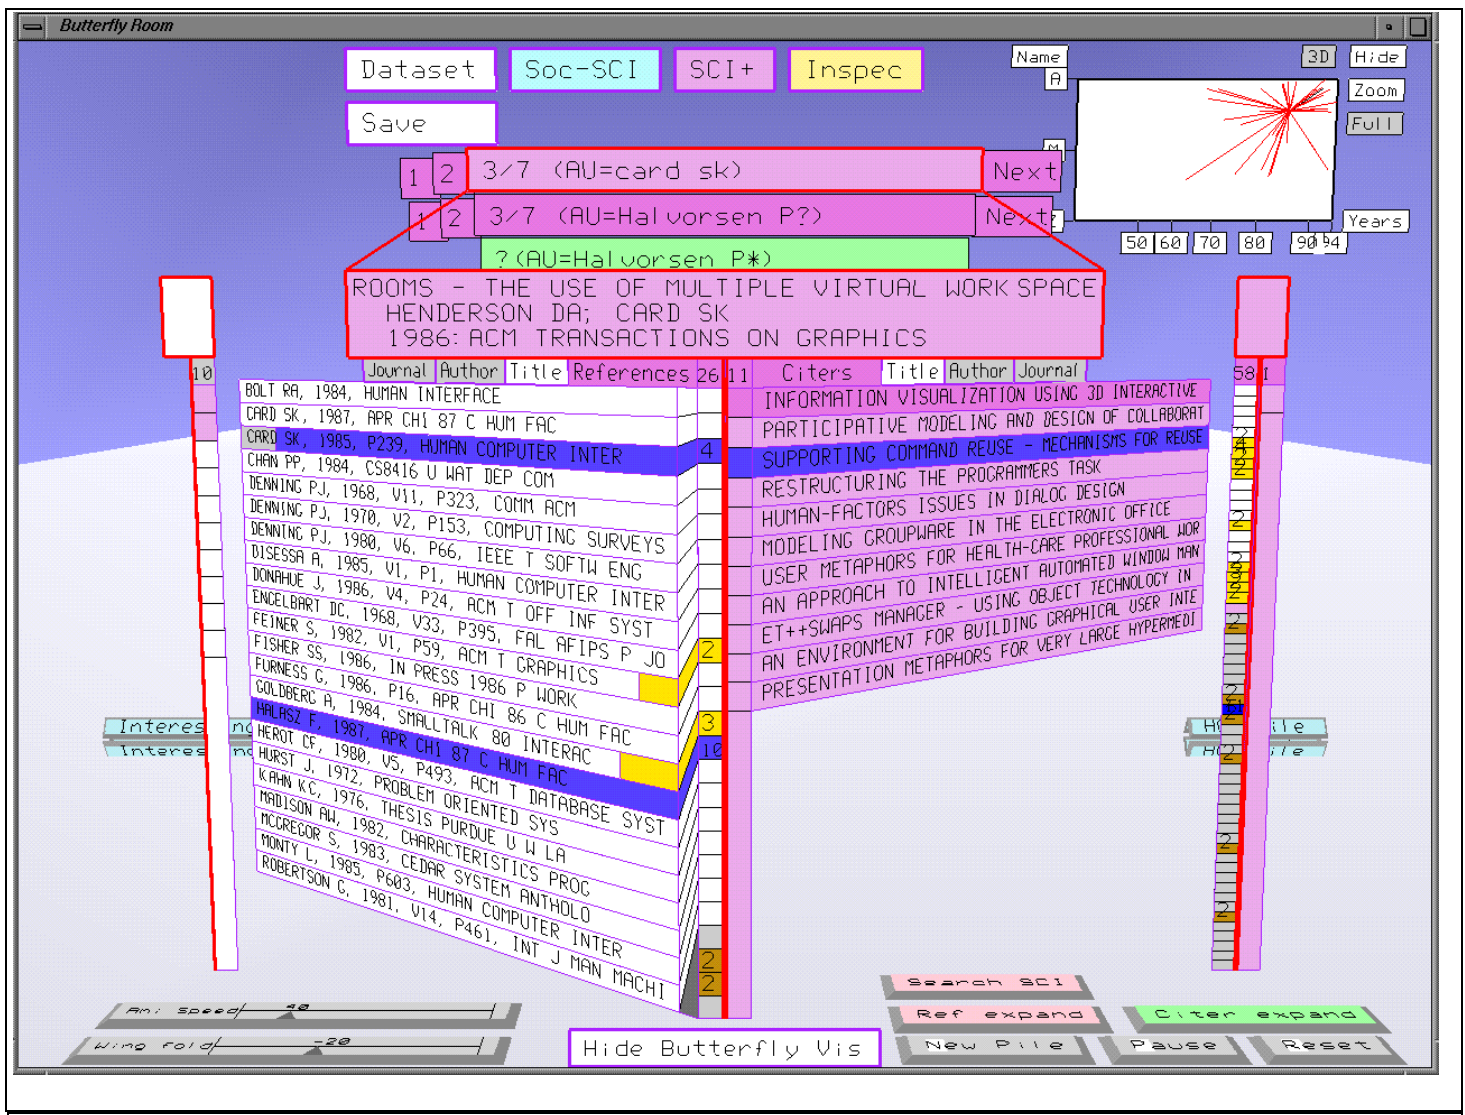 Butterfly Room
Dataset Soc-SCI SCI+ Inspec
Save
Name 3D Hide
A Zoom
Full
M
Years
50 60 70 80 90 94
1 2 3/7 (AU=card sk) Next
1 2 3/7 (AU=Halvorsen P?) Next
?(AU=Halvorsen P*)
ROOMS - THE USE OF MULTIPLE VIRTUAL WORKSPACE
HENDERSON DA; CARD SK
1986: ACM TRANSACTIONS ON GRAPHICS
10 Journal Author Title References 26 11 Citers Title Author Journal 58 1
BOLT RA, 1984, HUMAN INTERFACE
CARD SK, 1987, APR CHI 87 C HUM FAC
CARD SK, 1985, P239, HUMAN COMPUTER INTER 4
CHAN PP, 1984, CS8416 U WAT DEP COM
DENNING PJ, 1968, V11, P323, COMM ACM
DENNING PJ, 1970, V2, P153, COMPUTING SURVEYS
DENNING PJ, 1980, V6, P66, IEEE T SOFTW ENG
DISESSA A, 1985, V1, P1, HUMAN COMPUTER INTER
DONAHUE J, 1986, V4, P24, ACM T OFF INF SYST
ENGELBART DC, 1968, V33, P395, FAL AFIPS P JO
FEINER S, 1982, V1, P59, ACM T GRAPHICS
FISHER SS, 1986, IN PRESS 1986 P WORK 2
FURNESS G, 1986, P16, APR CHI 86 C HUM FAC
GOLDBERG A, 1984, SMALLTALK 80 INTERAC 3
HALASZ F, 1987, APR CHI 87 C HUM FAC 10
HEROT CF, 1980, V5, P493, ACM T DATABASE SYST
HURST J, 1972, PROBLEM ORIENTED SYS
KAHN KC, 1976, THESIS PURDUE U W LA
MADISON AW, 1982, CHARACTERISTICS PROG
MCGREGOR S, 1983, CEDAR SYSTEM ANTHOLO
MONTY L, 1985, P603, HUMAN COMPUTER INTER
ROBERTSON G, 1981, V14, P461, INT J MAN MACHI
2
2
INFORMATION VISUALIZATION USING 3D INTERACTIVE
PARTICIPATIVE MODELING AND DESIGN OF COLLABORAT
SUPPORTING COMMAND REUSE - MECHANISMS FOR REUSE
RESTRUCTURING THE PROGRAMMERS TASK
HUMAN-FACTORS ISSUES IN DIALOG DESIGN
MODELING GROUPWARE IN THE ELECTRONIC OFFICE
USER METAPHORS FOR HEALTH-CARE PROFESSIONAL WOR
AN APPROACH TO INTELLIGENT AUTOMATED WINDOW MAN
ET++SWAPS MANAGER - USING OBJECT TECHNOLOGY IN
AN ENVIRONMENT FOR BUILDING GRAPHICAL USER INTE
PRESENTATION METAPHORS FOR VERY LARGE HYPERMEDI
4
2
2
2
2
2
2
2
2
Search SCI
Ani Speed 40 Ref expand Citer expand
Wing fold -20 Hide Butterfly Vis New Pile Pause Reset